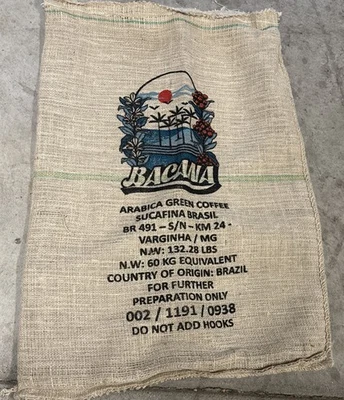 BACANA
ARABICA GREEN COFFEE
SUCAFINA BRASIL
BR 491 - S/N - KM 24 -
VARGINHA / MG
N.W: 132.28 LBS
N.W: 60 KG EQUIVALENT
COUNTRY OF ORIGIN: BRAZIL
FOR FURTHER
PREPARATION ONLY
002 / 1191 / 0938
DO NOT ADD HOOKS